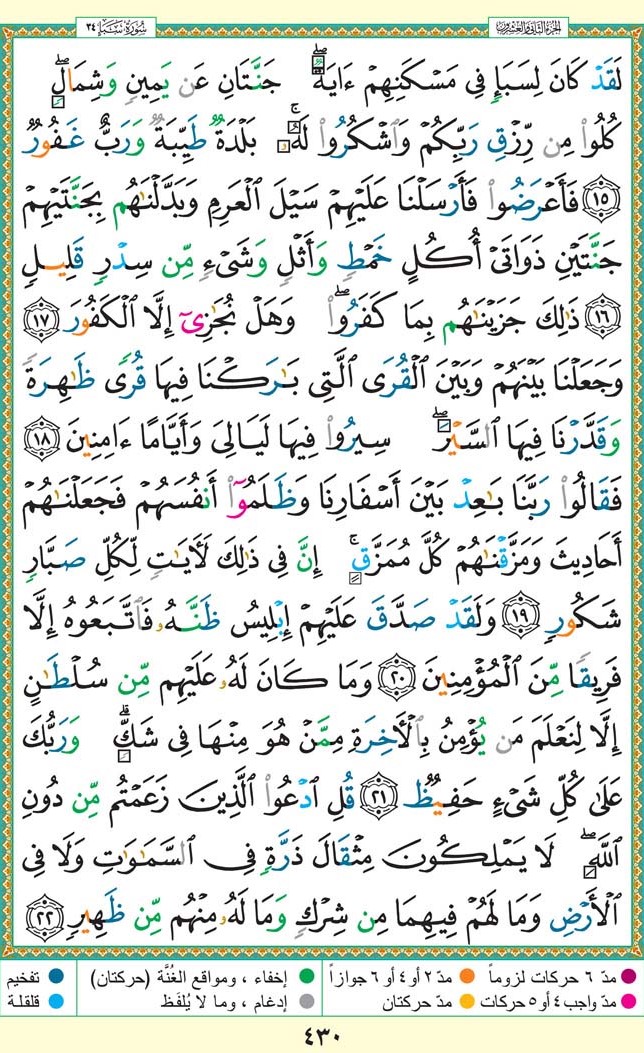 سُورَةُ سَبَإٍ ٣٤ الجزء الثاني والعشرون
لَقَدْ كَانَ لِسَبَإٍ فِى مَسْكَنِهِمْ ءَايَةٌۖ جَنَّتَانِ عَن يَمِينٍ وَشِمَالٍۖ
كُلُوا۟ مِن رِّزْقِ رَبِّكُمْ وَٱشْكُرُوا۟ لَهُۥۚ بَلْدَةٌ طَيِّبَةٌ وَرَبٌّ غَفُورٌ
١٥ فَأَعْرَضُوا۟ فَأَرْسَلْنَا عَلَيْهِمْ سَيْلَ ٱلْعَرِمِ وَبَدَّلْنَٰهُم بِجَنَّتَيْهِمْ
جَنَّتَيْنِ ذَوَاتَىْ أُكُلٍ خَمْطٍ وَأَثْلٍ وَشَىْءٍ مِّن سِدْرٍ قَلِيلٍ
١٦ ذَٰلِكَ جَزَيْنَٰهُم بِمَا كَفَرُوا۟ۖ وَهَلْ نُجَٰزِىٓ إِلَّا ٱلْكَفُورَ ١٧
وَجَعَلْنَا بَيْنَهُمْ وَبَيْنَ ٱلْقُرَى ٱلَّتِى بَٰرَكْنَا فِيهَا قُرًى ظَٰهِرَةً
وَقَدَّرْنَا فِيهَا ٱلسَّيْرَۖ سِيرُوا۟ فِيهَا لَيَالِىَ وَأَيَّامًا ءَامِنِينَ ١٨
فَقَالُوا۟ رَبَّنَا بَٰعِدْ بَيْنَ أَسْفَارِنَا وَظَلَمُوٓا۟ أَنفُسَهُمْ فَجَعَلْنَٰهُمْ
أَحَادِيثَ وَمَزَّقْنَٰهُمْ كُلَّ مُمَزَّقٍۚ إِنَّ فِى ذَٰلِكَ لَءَايَٰتٍ لِّكُلِّ صَبَّارٍ
شَكُورٍ ١٩ وَلَقَدْ صَدَّقَ عَلَيْهِمْ إِبْلِيسُ ظَنَّهُۥ فَٱتَّبَعُوهُ إِلَّا
فَرِيقًا مِّنَ ٱلْمُؤْمِنِينَ ٢٠ وَمَا كَانَ لَهُۥ عَلَيْهِم مِّن سُلْطَٰنٍ
إِلَّا لِنَعْلَمَ مَن يُؤْمِنُ بِٱلْءَاخِرَةِ مِمَّنْ هُوَ مِنْهَا فِى شَكٍّۗ وَرَبُّكَ
عَلَىٰ كُلِّ شَىْءٍ حَفِيظٌ ٢١ قُلِ ٱدْعُوا۟ ٱلَّذِينَ زَعَمْتُم مِّن دُونِ
ٱللَّهِۖ لَا يَمْلِكُونَ مِثْقَالَ ذَرَّةٍ فِى ٱلسَّمَٰوَٰتِ وَلَا فِى
ٱلْأَرْضِ وَمَا لَهُمْ فِيهِمَا مِن شِرْكٍ وَمَا لَهُۥ مِنْهُم مِّن ظَهِيرٍ ٢٢
مدّ ٦ حركات لزوماً مدّ ٢ أو ٤ أو ٦ جوازاً إخفاء ، ومواقع الغُنَّة (حركتان) تفخيم
مدّ واجب ٤ أو ٥ حركات مدّ حركتان إدغام ، وما لا يُلفَظ قلقلة
٤٣٠